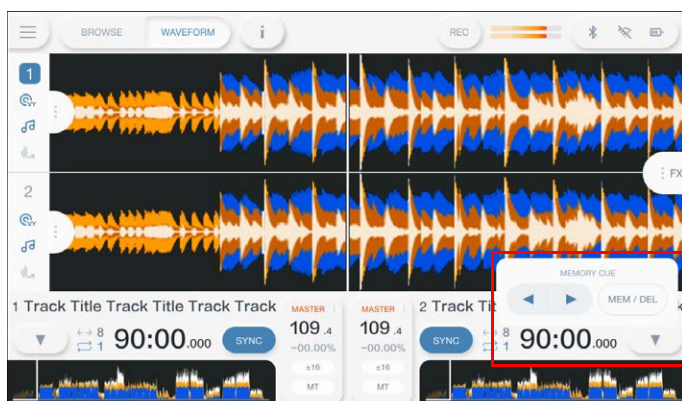 BROWSE WAVEFORM i REC
1
2
FX
MEMORY CUE
MEM / DEL
1 Track Title Track Title Track Track
MASTER
109.4
−00.00%
±16
MT
MASTER
109.4
−00.00%
±16
MT
2 Track Tit
8
1
90:00.000
SYNC
SYNC
8
1
90:00.000